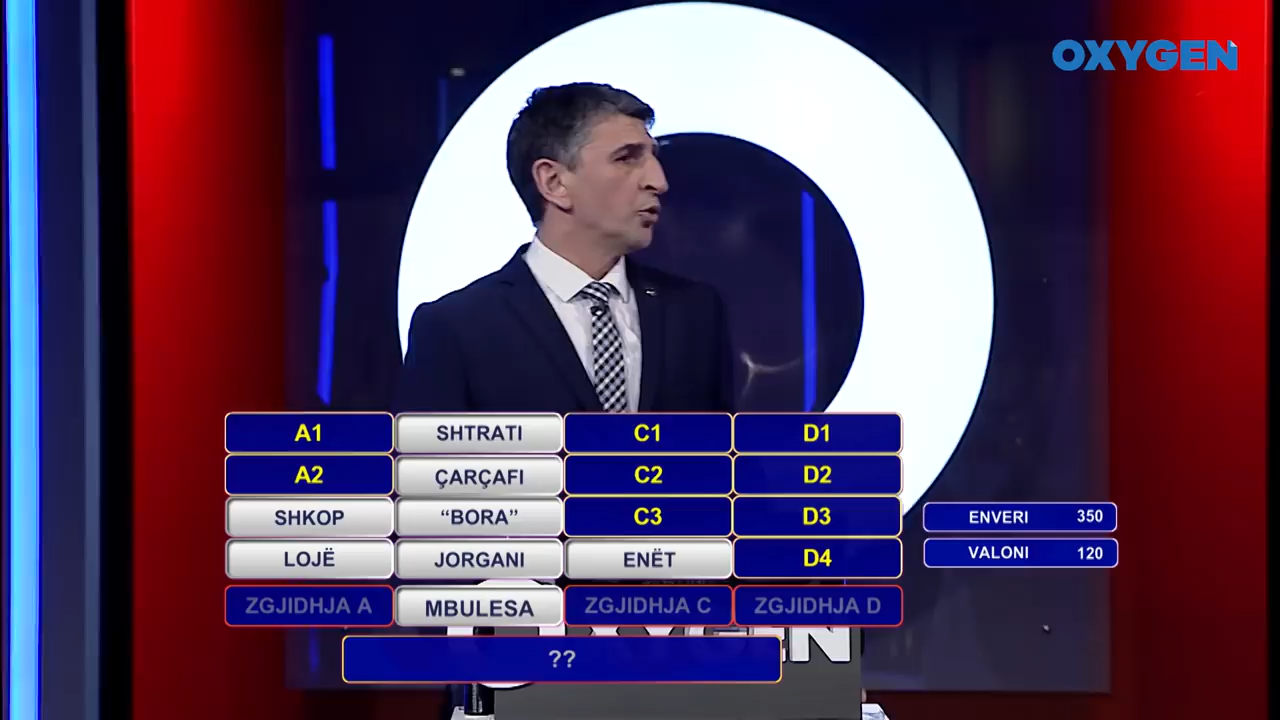 OXYGEN
A1 SHTRATI C1 D1
A2 ÇARÇAFI C2 D2
SHKOP “BORA” C3 D3
LOJË JORGANI ENËT D4
ZGJIDHJA A MBULESA ZGJIDHJA C ZGJIDHJA D
??
ENVERI 350
VALONI 120